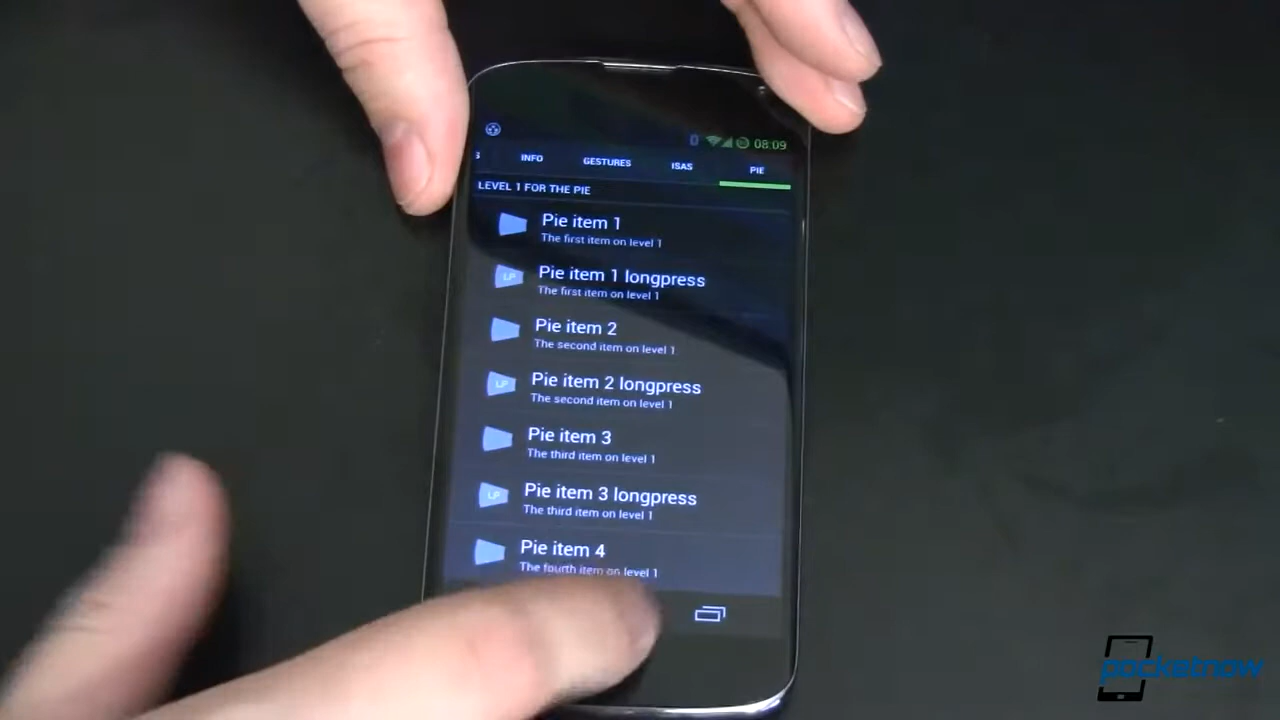 08:09
S INFO GESTURES ISAS PIE
LEVEL 1 FOR THE PIE
Pie item 1
The first item on level 1
LP Pie item 1 longpress
The first item on level 1
Pie item 2
The second item on level 1
LP Pie item 2 longpress
The second item on level 1
Pie item 3
The third item on level 1
LP Pie item 3 longpress
The third item on level 1
Pie item 4
The fourth item on level 1
pocketnow